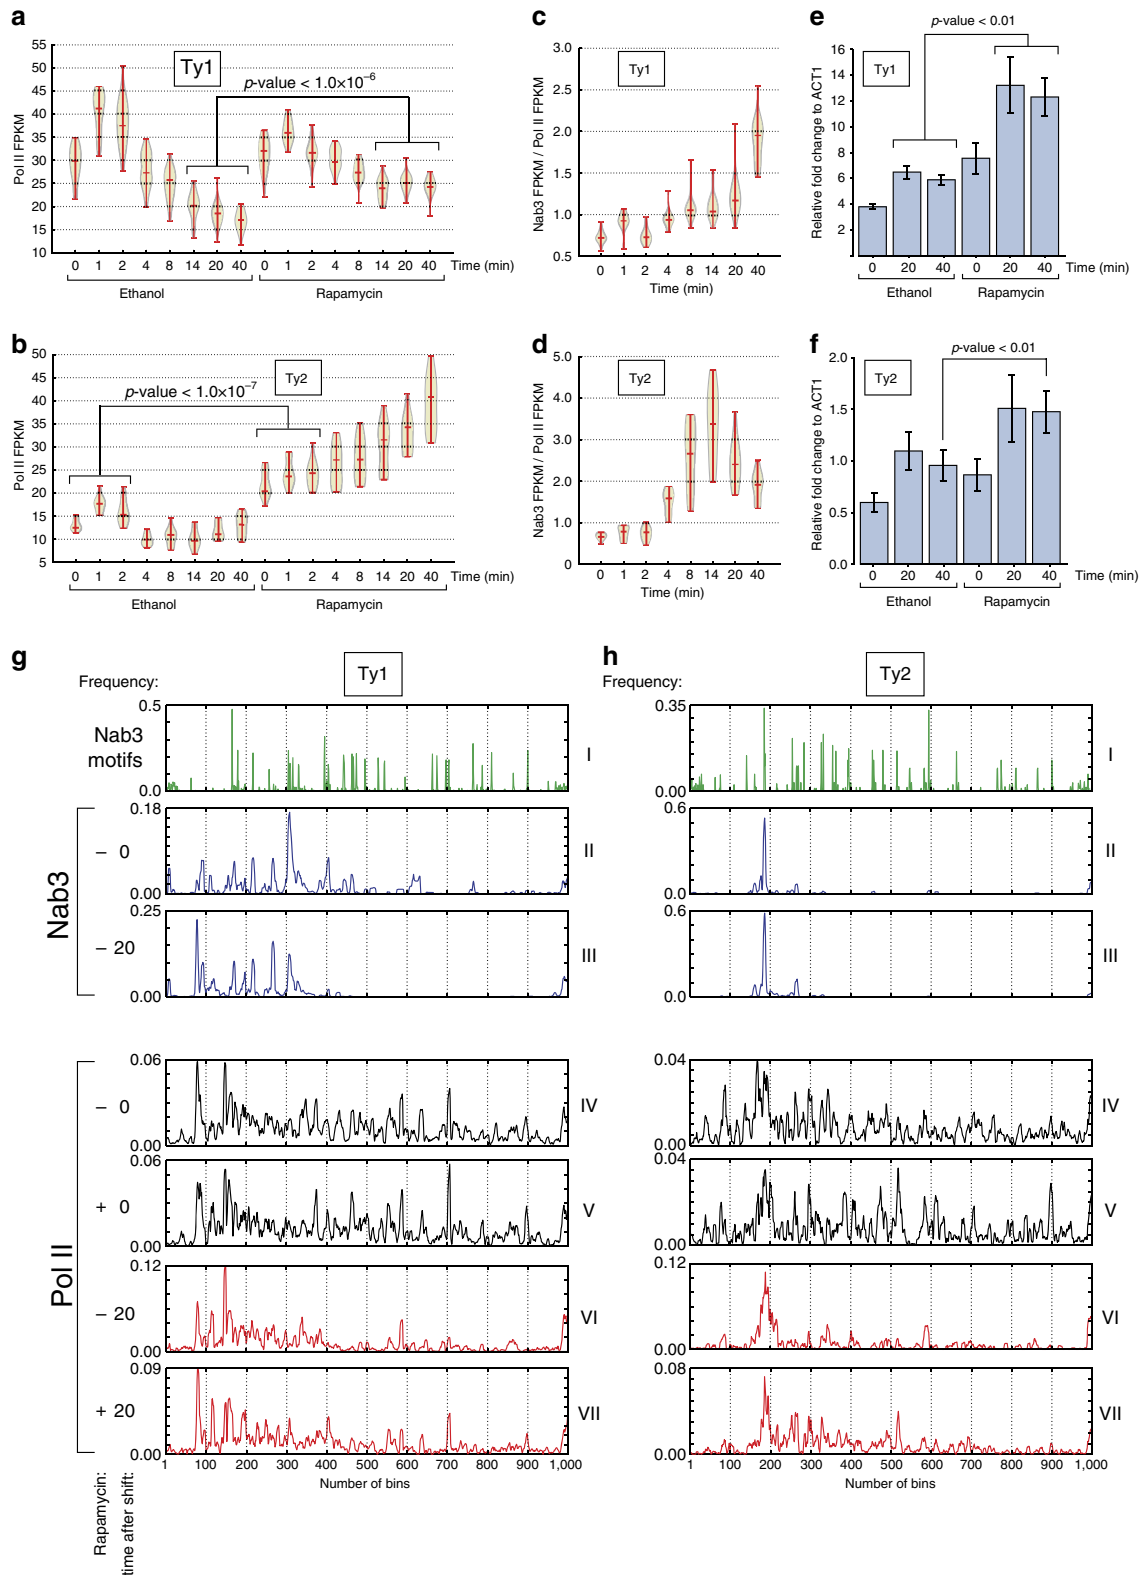 a
Ty1
p-value < 1.0×10⁻⁶
Pol II FPKM
55
50
45
40
35
30
25
20
15
10
0 1 2 4 8 14 20 40 0 1 2 4 8 14 20 40 Time (min)
Ethanol Rapamycin
b
Ty2
p-value < 1.0×10⁻⁷
Pol II FPKM
50
45
40
35
30
25
20
15
10
5
0 1 2 4 8 14 20 40 0 1 2 4 8 14 20 40 Time (min)
Ethanol Rapamycin
c
Ty1
Nab3 FPKM / Pol II FPKM
3.0
2.0
1.0
0.5
0 1 2 4 8 14 20 40
Time (min)
d
Ty2
Nab3 FPKM / Pol II FPKM
5.0
4.0
3.0
2.0
1.0
0
0 1 2 4 8 14 20 40
Time (min)
e
p-value < 0.01
Ty1
Relative fold change to ACT1
16
14
12
10
8
6
4
2
0 20 40 0 20 40 Time (min)
Ethanol Rapamycin
f
p-value < 0.01
Ty2
Relative fold change to ACT1
2.0
1.5
1.0
0.5
0.0
0 20 40 0 20 40 Time (min)
Ethanol Rapamycin
g
Ty1
Frequency:
Nab3
motifs
0.5
0.0
I
Nab3
– 0
0.18
0.00
II
– 20
0.25
0.00
III
Pol II
– 0
0.06
0.00
IV
+ 0
0.06
0.00
V
– 20
0.12
0.00
VI
+ 20
0.09
0.00
VII
1 100 200 300 400 500 600 700 800 900 1,000
Number of bins
Rapamycin:
time after shift:
h
Ty2
Frequency:
0.35
0.0
I
0.6
0.0
II
0.6
0.0
III
0.04
0.00
IV
0.04
0.00
V
0.12
0.00
VI
0.08
0.00
VII
1 100 200 300 400 500 600 700 800 900 1,000
Number of bins